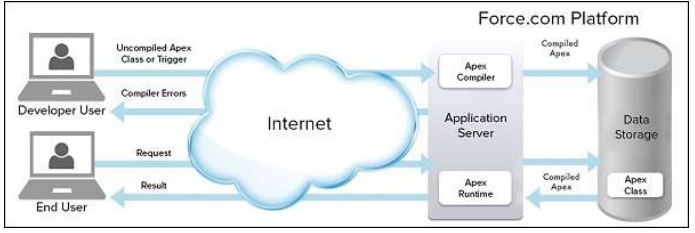 Force.com Platform
Uncompiled Apex
Class or Trigger
Compiler Errors
Developer User
Request
Result
End User
Internet
Apex
Compiler
Application
Server
Apex
Runtime
Compiled
Apex
Compiled
Apex
Data
Storage
Apex
Class